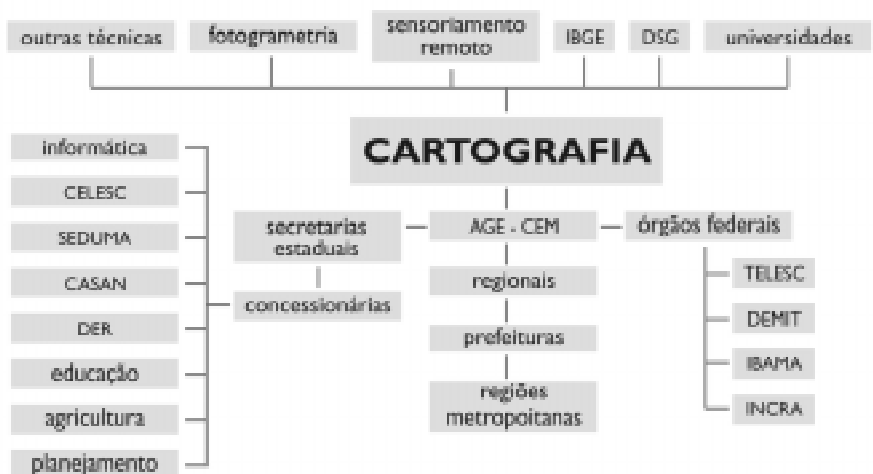 outras técnicas
fotogrametria
sensoriamento
remoto
IBGE
DSG
universidades
CARTOGRAFIA
informática
CELESC
SEDUMA
CASAN
DER
educação
agricultura
planejamento
secretarias
estaduais
concessionárias
AGE - CEM
regionais
prefeituras
regiões
metropoitanas
órgãos federais
TELESC
DEMIT
IBAMA
INCRA